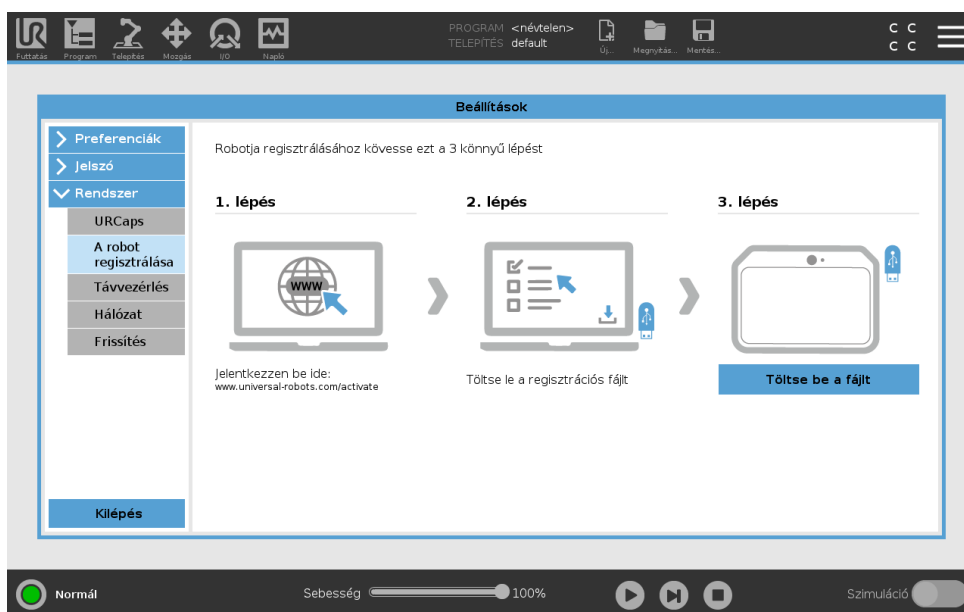 UR
PROGRAM <névtelen>
TELEPÍTÉS default
Futtatás Program Telepítés Mozgás I/O Napló Új... Megnyitás... Mentés...
C C
C C
Beállítások
Preferenciák
Jelszó
Rendszer
URCaps
A robot
regisztrálása
Távvezérlés
Hálózat
Frissítés
Kilépés
Robotja regisztrálásához kövesse ezt a 3 könnyű lépést
1. lépés
WWW
Jelentkezzen be ide:
www.universal-robots.com/activate
2. lépés
Töltse le a regisztrációs fájlt
3. lépés
Töltse be a fájlt
Normál Sebesség 100% Szimuláció